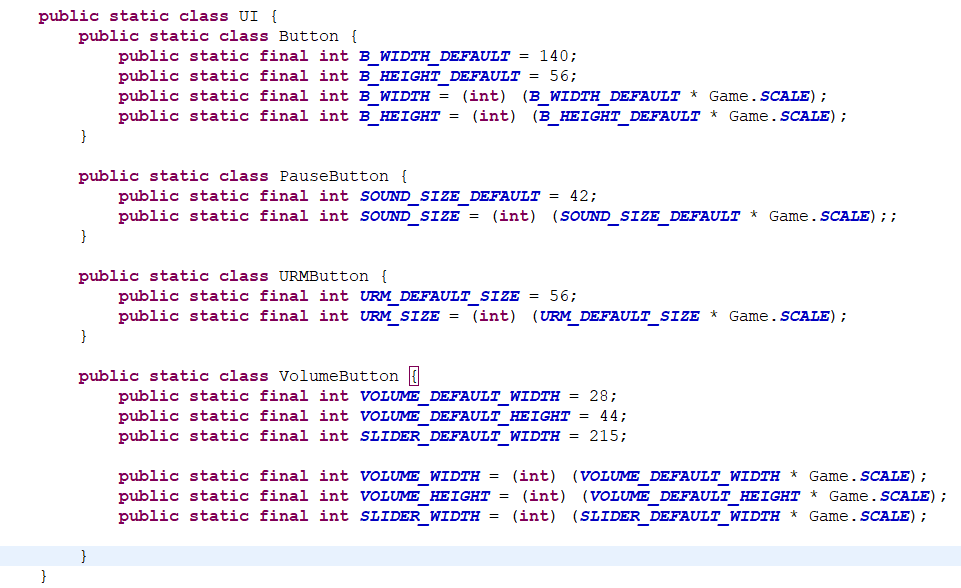 public static class UI {
    public static class Button {
        public static final int B_WIDTH_DEFAULT = 140;
        public static final int B_HEIGHT_DEFAULT = 56;
        public static final int B_WIDTH = (int) (B_WIDTH_DEFAULT * Game.SCALE);
        public static final int B_HEIGHT = (int) (B_HEIGHT_DEFAULT * Game.SCALE);
    }

    public static class PauseButton {
        public static final int SOUND_SIZE_DEFAULT = 42;
        public static final int SOUND_SIZE = (int) (SOUND_SIZE_DEFAULT * Game.SCALE);;
    }

    public static class URMButton {
        public static final int URM_DEFAULT_SIZE = 56;
        public static final int URM_SIZE = (int) (URM_DEFAULT_SIZE * Game.SCALE);
    }

    public static class VolumeButton {
        public static final int VOLUME_DEFAULT_WIDTH = 28;
        public static final int VOLUME_DEFAULT_HEIGHT = 44;
        public static final int SLIDER_DEFAULT_WIDTH = 215;

        public static final int VOLUME_WIDTH = (int) (VOLUME_DEFAULT_WIDTH * Game.SCALE);
        public static final int VOLUME_HEIGHT = (int) (VOLUME_DEFAULT_HEIGHT * Game.SCALE);
        public static final int SLIDER_WIDTH = (int) (SLIDER_DEFAULT_WIDTH * Game.SCALE);

    }
}